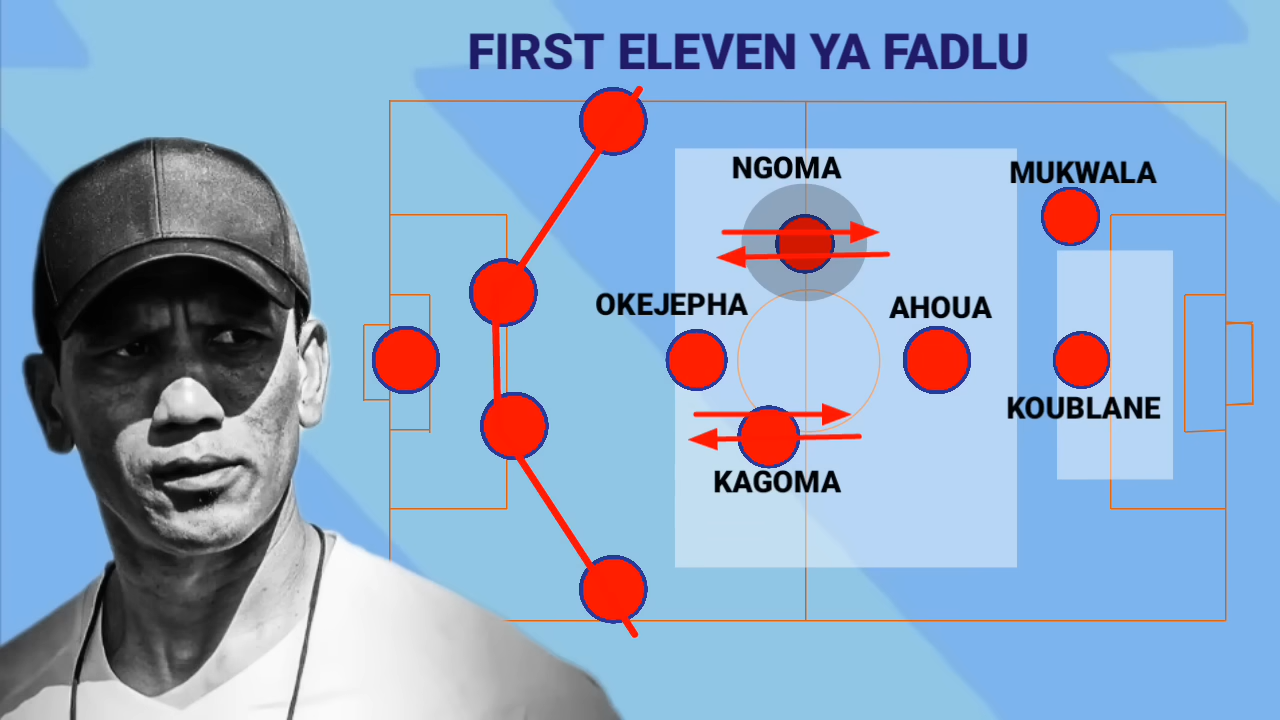 FIRST ELEVEN YA FADLU
NGOMA
MUKWALA
OKEJEPHA
AHOUA
KOUBLANE
KAGOMA